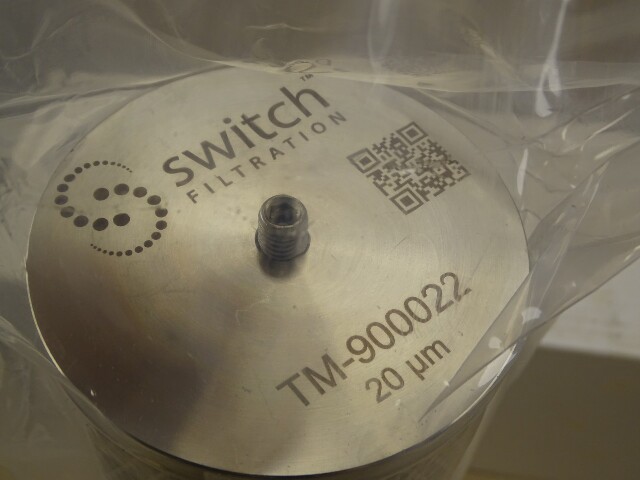 switch™
FILTRATION
TM-900022
20 µm